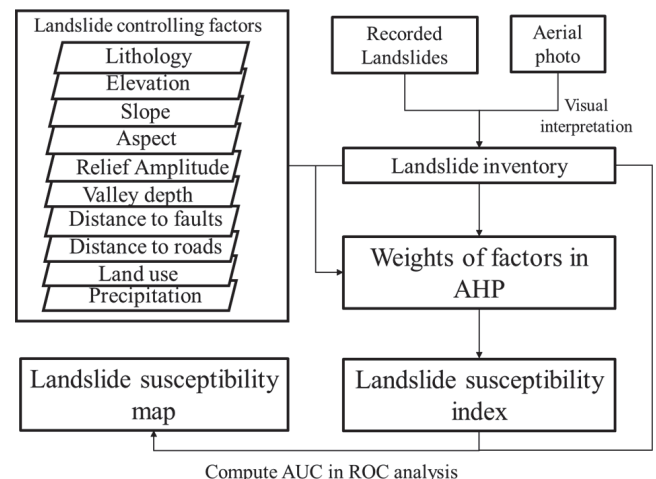 Landslide controlling factors
Lithology
Elevation
Slope
Aspect
Relief Amplitude
Valley depth
Distance to faults
Distance to roads
Land use
Precipitation
Recorded
Landslides
Aerial
photo
Visual
interpretation
Landslide inventory
Weights of factors in
AHP
Landslide susceptibility
map
Landslide susceptibility
index
Compute AUC in ROC analysis